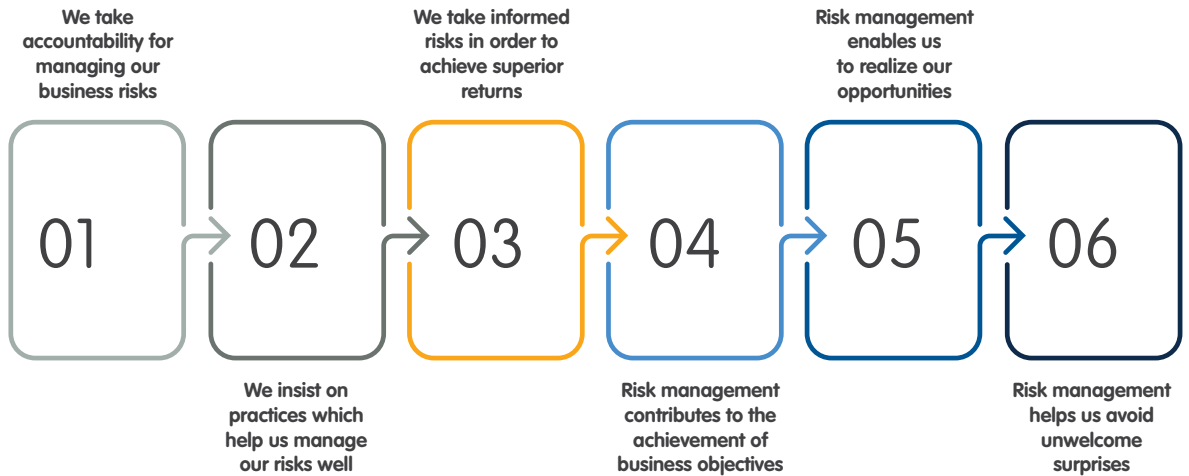 We take
accountability for
managing our
business risks
We take informed
risks in order to
achieve superior
returns
Risk management
enables us
to realize our
opportunities
01
02
03
04
05
06
We insist on
practices which
help us manage
our risks well
Risk management
contributes to the
achievement of
business objectives
Risk management
helps us avoid
unwelcome
surprises